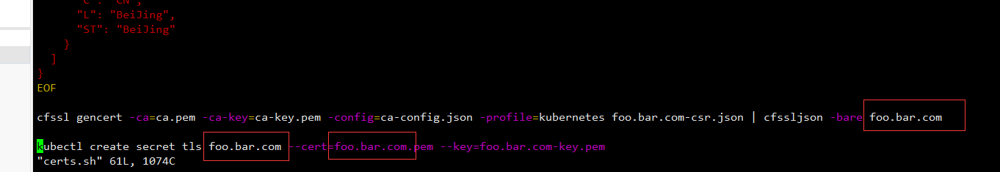 "C": "CN",
"L": "BeiJing",
"ST": "BeiJing"
}
]
}
EOF
cfssl gencert -ca=ca.pem -ca-key=ca-key.pem -config=ca-config.json -profile=kubernetes foo.bar.com-csr.json | cfssljson -bare foo.bar.com
kubectl create secret tls foo.bar.com --cert=foo.bar.com.pem --key=foo.bar.com-key.pem
"certs.sh" 61L, 1074C